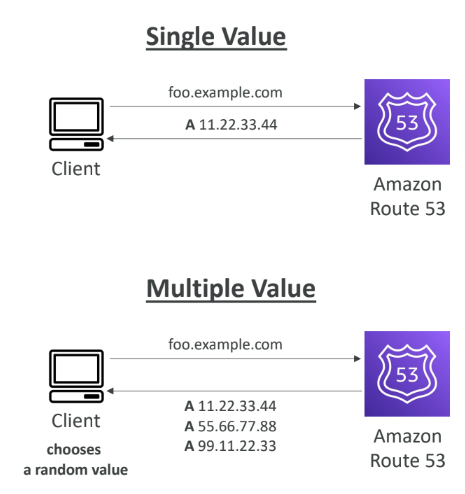 Single Value
foo.example.com
A 11.22.33.44
53
Client
Amazon
Route 53
Multiple Value
foo.example.com
53
Client
A 11.22.33.44
A 55.66.77.88
A 99.11.22.33
chooses
a random value
Amazon
Route 53